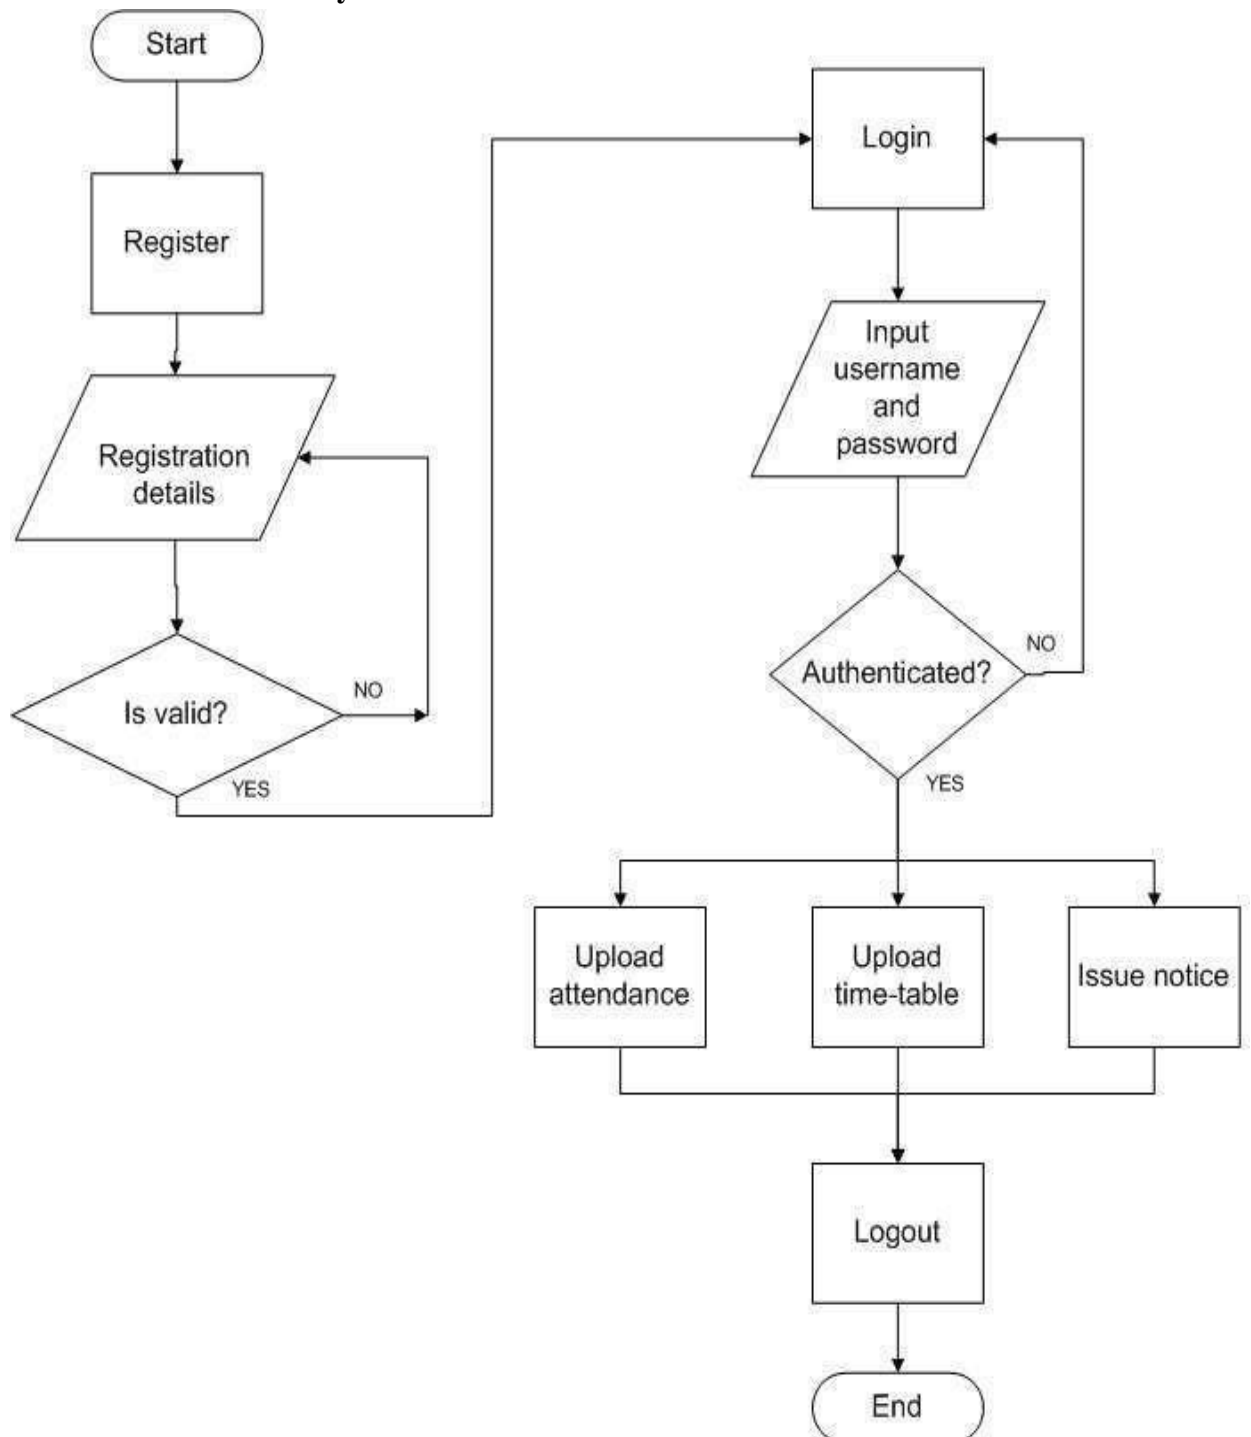 Start
Register
Registration
details
Is valid?
NO
YES
Login
Input
username
and
password
Authenticated?
NO
YES
Upload
attendance
Upload
time-table
Issue notice
Logout
End